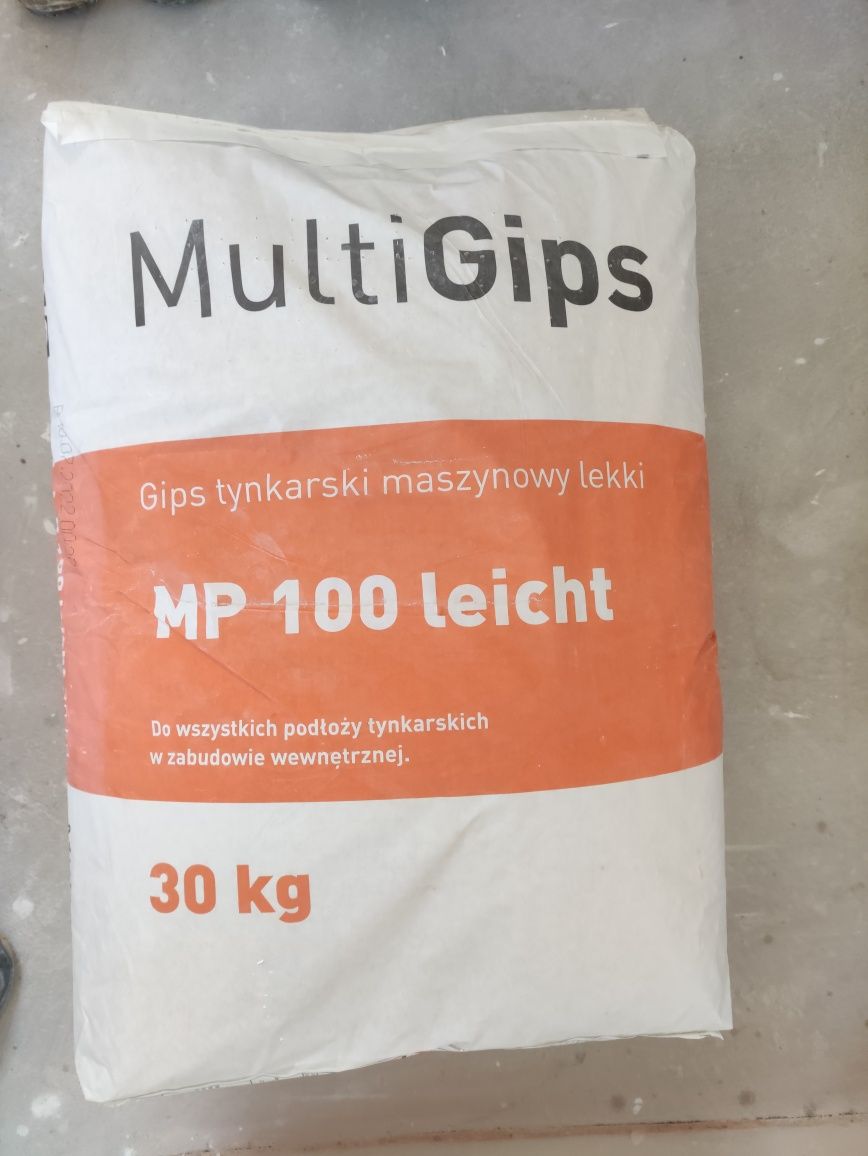 MultiGips
Gips tynkarski maszynowy lekki
MP 100 leicht
Do wszystkich podłoży tynkarskich
w zabudowie wewnętrznej.
30 kg